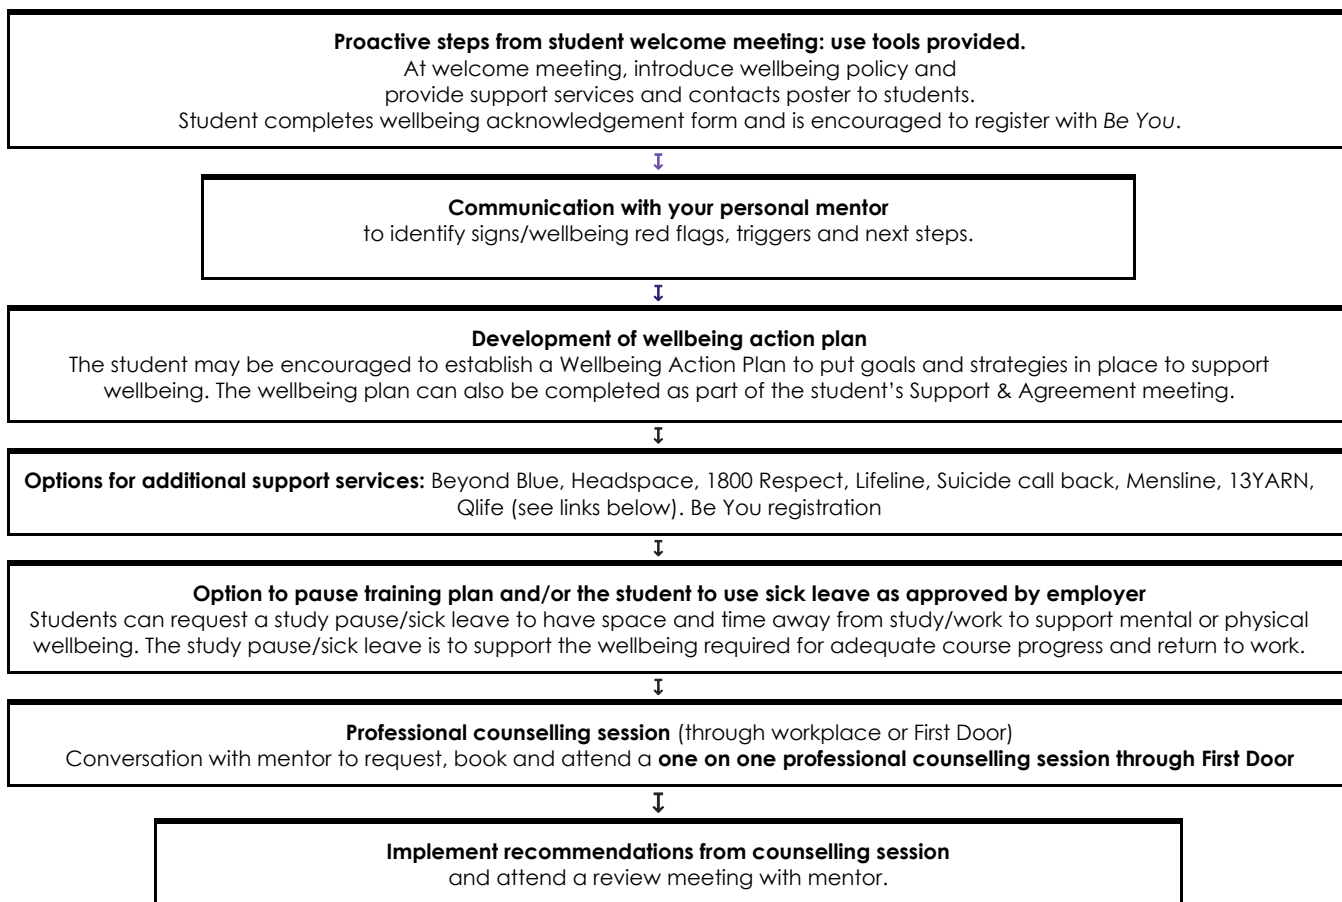 Proactive steps from student welcome meeting: use tools provided.
At welcome meeting, introduce wellbeing policy and
provide support services and contacts poster to students.
Student completes wellbeing acknowledgement form and is encouraged to register with Be You.
Communication with your personal mentor
to identify signs/wellbeing red flags, triggers and next steps.
Development of wellbeing action plan
The student may be encouraged to establish a Wellbeing Action Plan to put goals and strategies in place to support
wellbeing. The wellbeing plan can also be completed as part of the student's Support & Agreement meeting.
Options for additional support services: Beyond Blue, Headspace, 1800 Respect, Lifeline, Suicide call back, Mensline, 13YARN,
Qlife (see links below). Be You registration
Option to pause training plan and/or the student to use sick leave as approved by employer
Students can request a study pause/sick leave to have space and time away from study/work to support mental or physical
wellbeing. The study pause/sick leave is to support the wellbeing required for adequate course progress and return to work.
Professional counselling session (through workplace or First Door)
Conversation with mentor to request, book and attend a one on one professional counselling session through First Door
Implement recommendations from counselling session
and attend a review meeting with mentor.